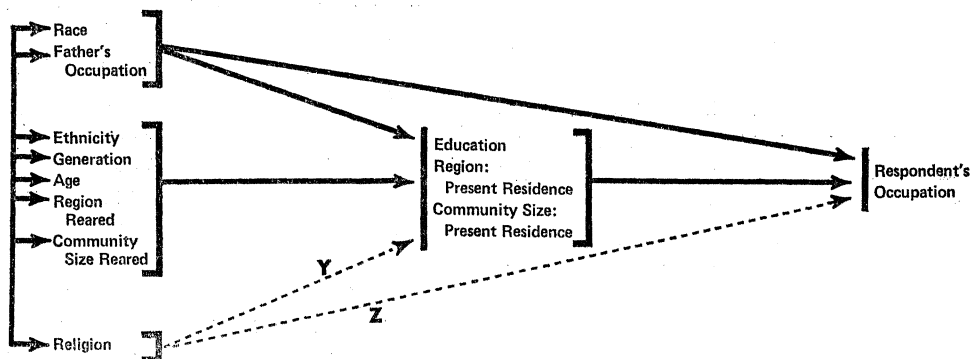 Race
Father's
Occupation
Ethnicity
Generation
Age
Region
Reared
Community
Size Reared
Religion
Education
Region:
Present Residence
Community Size:
Present Residence
Y
Z
Respondent's
Occupation